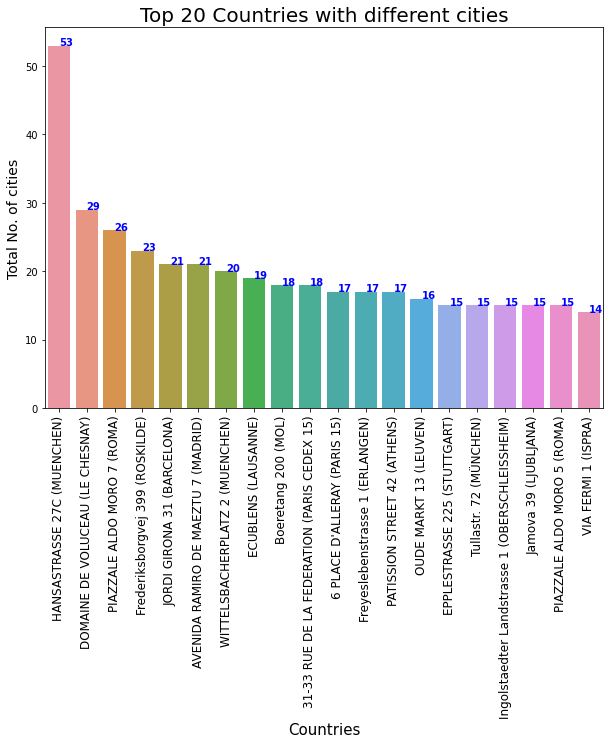 Top 20 Countries with different cities
Total No. of cities
50
40
30
20
10
0
53
29
26
23
21
21
20
19
18
18
17
17
17
16
15
15
15
15
15
14
HANSASTRASSE 27C (MUENCHEN)
DOMAINE DE VOLUCEAU (LE CHESNAY)
PIAZZALE ALDO MORO 7 (ROMA)
Frederiksborgvej 399 (ROSKILDE)
JORDI GIRONA 31 (BARCELONA)
AVENIDA RAMIRO DE MAEZTU 7 (MADRID)
WITTELSBACHERPLATZ 2 (MUENCHEN)
ECUBLENS (LAUSANNE)
Boeretang 200 (MOL)
31-33 RUE DE LA FEDERATION (PARIS CEDEX 15)
6 PLACE D'ALLERAY (PARIS 15)
Freyeslebenstrasse 1 (ERLANGEN)
PATISSION STREET 42 (ATHENS)
OUDE MARKT 13 (LEUVEN)
EPPLESTRASSE 225 (STUTTGART)
Tullastr. 72 (MÜNCHEN)
Ingolstaedter Landstrasse 1 (OBERSCHLEISSHEIM)
Jamova 39 (LJUBLJANA)
PIAZZALE ALDO MORO 5 (ROMA)
VIA FERMI 1 (ISPRA)
Countries